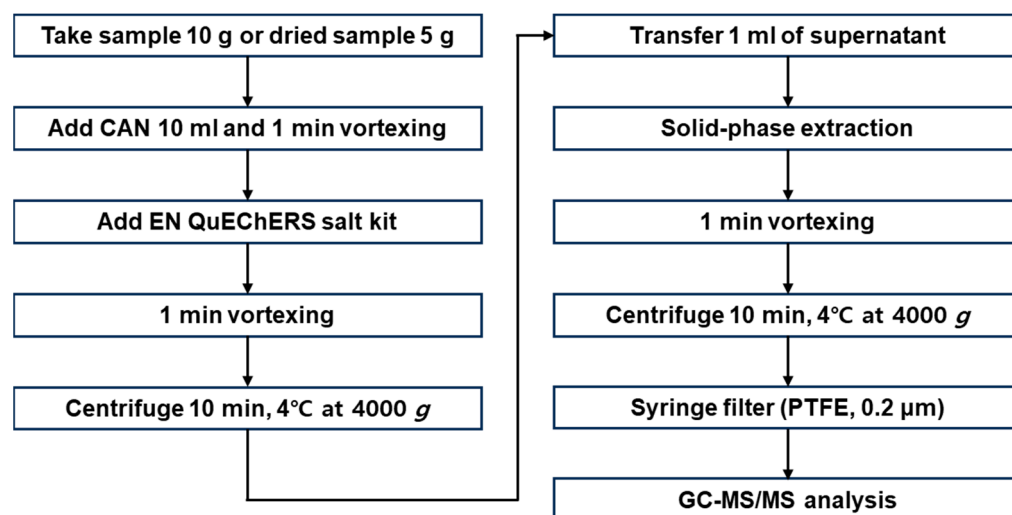 Take sample 10 g or dried sample 5 g
Add CAN 10 ml and 1 min vortexing
Add EN QuEChERS salt kit
1 min vortexing
Centrifuge 10 min, 4℃ at 4000 g
Transfer 1 ml of supernatant
Solid-phase extraction
1 min vortexing
Centrifuge 10 min, 4℃ at 4000 g
Syringe filter (PTFE, 0.2 µm)
GC-MS/MS analysis